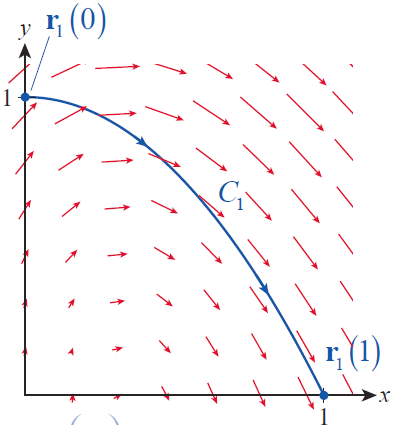 r₁(0)
y
1
C₁
r₁(1)
x
1